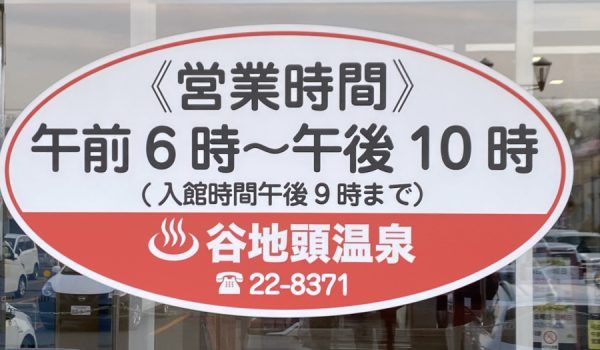 《営業時間》
午前6時～午後10時
(入館時間午後9時まで)
♨谷地頭温泉
☎22-8371